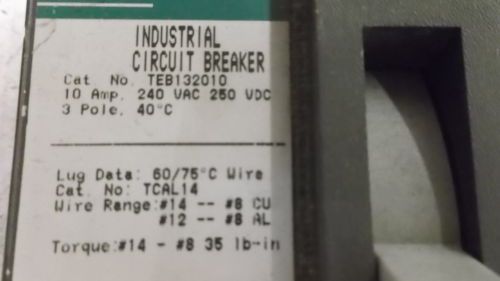 INDUSTRIAL
CIRCUIT BREAKER
Cat No. TEB132010
10 Amp. 240 VAC 250 VDC
3 Pole. 40°C
Lug Data: 60/75°C Wire
Cat. No: TCAL14
Wire Range:#14 -- #8 CU
#12 -- #8 AL
Torque:#14 - #8 35 lb-in